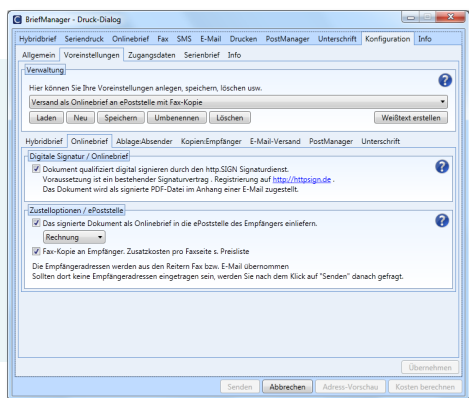 BriefManager - Druck-Dialog
Hybridbrief Seriendruck Onlinebrief Fax SMS E-Mail Drucken PostManager Unterschrift Konfiguration Info
Allgemein Voreinstellungen Zugangsdaten Serienbrief Info
Verwaltung
Hier können Sie Ihre Voreinstellungen anlegen, speichern, löschen usw.
Versand als Onlinebrief an ePoststelle mit Fax-Kopie
Laden Neu Speichern Umbenennen Löschen Weißtext erstellen
Hybridbrief Onlinebrief Ablage:Absender Kopien:Empfänger E-Mail-Versand PostManager Unterschrift
Digitale Signatur / Onlinebrief
Dokument qualifiziert digital signieren durch den http.SIGN Signaturdienst.
Voraussetzung ist ein bestehender Signaturvertrag . Registrierung auf http://httpsign.de .
Das Dokument wird als signierte PDF-Datei im Anhang einer E-Mail zugestellt.
Zustelloptionen / ePoststelle
Das signierte Dokument als Onlinebrief in die ePoststelle des Empfängers einliefern.
Rechnung
Fax-Kopie an Empfänger. Zusatzkosten pro Faxseite s. Preisliste
Die Empfängeradressen werden aus den Reitern Fax bzw. E-Mail übernommen
Sollten dort keine Empfängeradressen eingetragen sein, werden Sie nach dem Klick auf "Senden" danach gefragt.
Übernehmen
Senden Abbrechen Adress-Vorschau Kosten berechnen